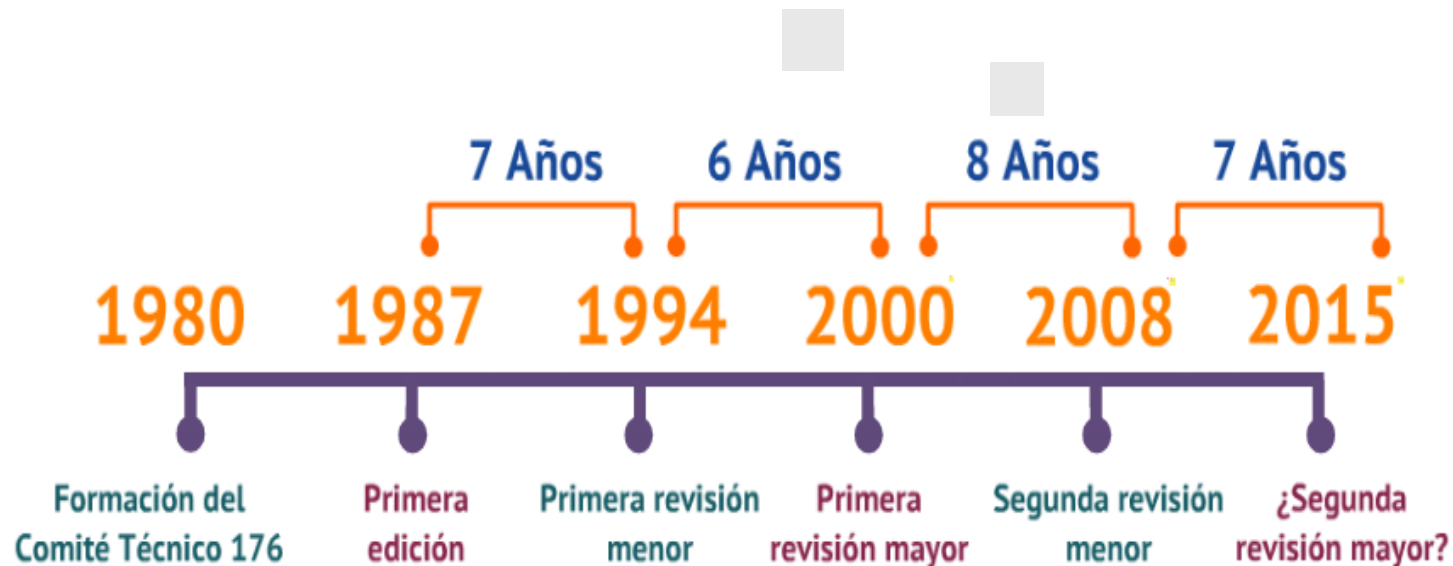 7 Años 6 Años 8 Años 7 Años
1980 1987 1994 2000 2008 2015
Formación del Comité Técnico 176
Primera edición
Primera revisión menor
Primera revisión mayor
Segunda revisión menor
¿Segunda revisión mayor?